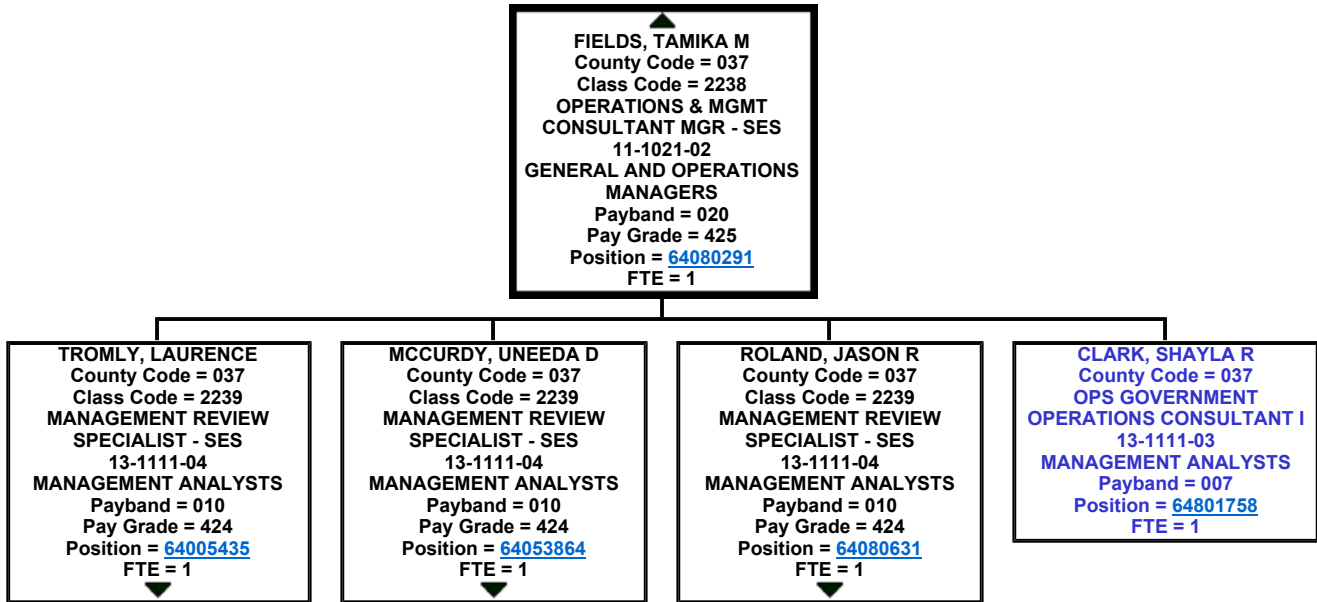 FIELDS, TAMIKA M
County Code = 037
Class Code = 2238
OPERATIONS & MGMT
CONSULTANT MGR - SES
11-1021-02
GENERAL AND OPERATIONS
MANAGERS
Payband = 020
Pay Grade = 425
Position = 64080291
FTE = 1
TROMLY, LAURENCE
County Code = 037
Class Code = 2239
MANAGEMENT REVIEW
SPECIALIST - SES
13-1111-04
MANAGEMENT ANALYSTS
Payband = 010
Pay Grade = 424
Position = 64005435
FTE = 1
MCCURDY, UNEEDA D
County Code = 037
Class Code = 2239
MANAGEMENT REVIEW
SPECIALIST - SES
13-1111-04
MANAGEMENT ANALYSTS
Payband = 010
Pay Grade = 424
Position = 64053864
FTE = 1
ROLAND, JASON R
County Code = 037
Class Code = 2239
MANAGEMENT REVIEW
SPECIALIST - SES
13-1111-04
MANAGEMENT ANALYSTS
Payband = 010
Pay Grade = 424
Position = 64080631
FTE = 1
CLARK, SHAYLA R
County Code = 037
OPS GOVERNMENT
OPERATIONS CONSULTANT I
13-1111-03
MANAGEMENT ANALYSTS
Payband = 007
Position = 64801758
FTE = 1